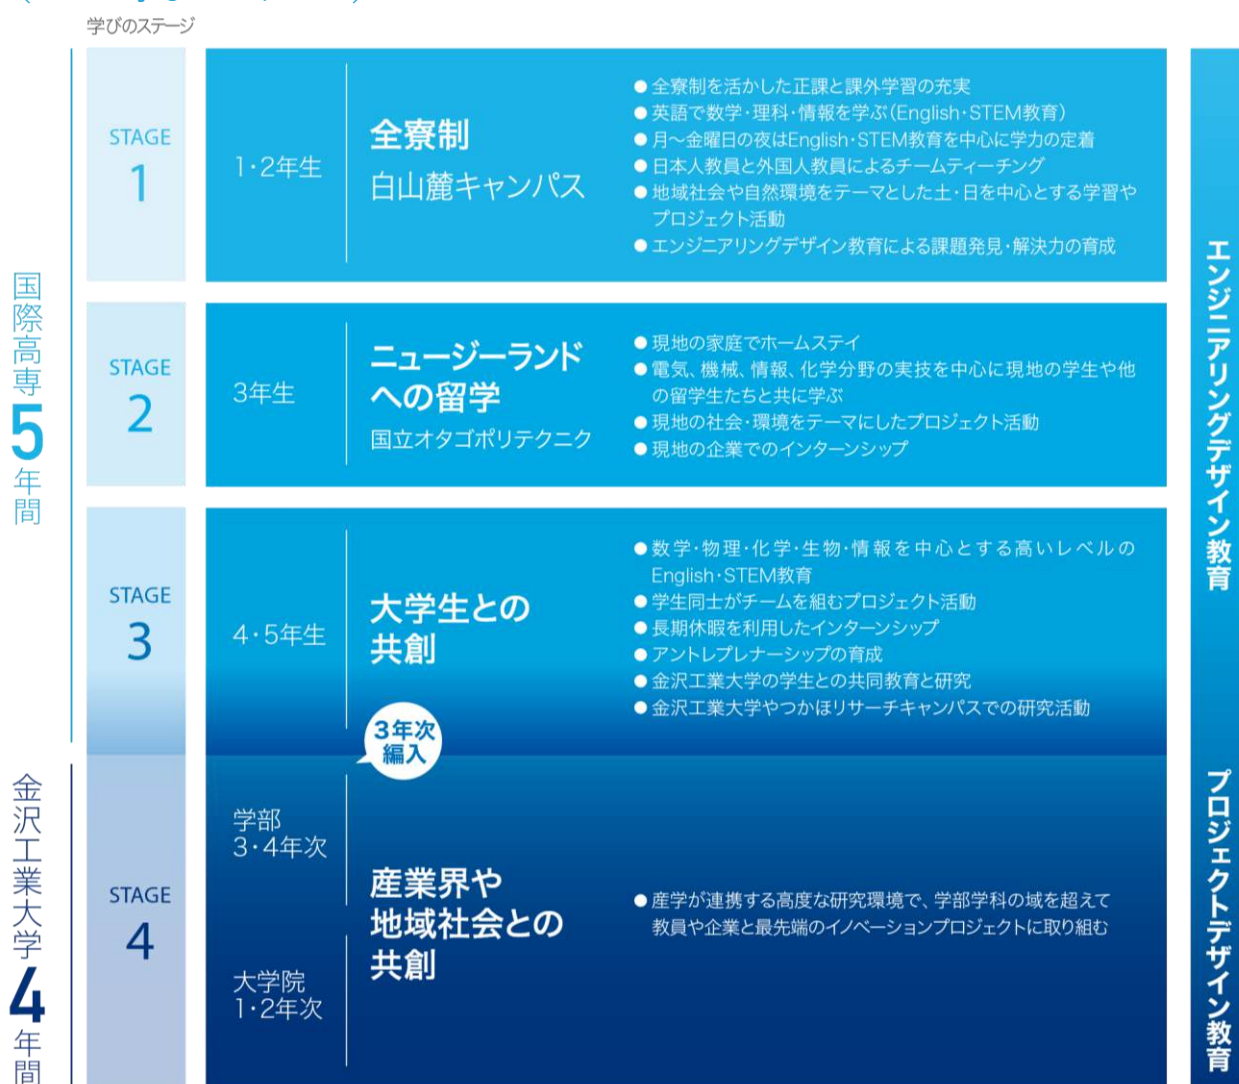 学びのステージ
国際高専5年間
STAGE
1
1・2年生
全寮制
白山麓キャンパス
●全寮制を活かした正課と課外学習の充実
●英語で数学・理科・情報を学ぶ(English・STEM教育)
●月～金曜日の夜はEnglish・STEM教育を中心に学力の定着
●日本人教員と外国人教員によるチームティーチング
●地域社会や自然環境をテーマとした土・日を中心とする学習や
プロジェクト活動
●エンジニアリングデザイン教育による課題発見・解決力の育成
STAGE
2
3年生
ニュージーランド
への留学
国立オタゴポリテクニク
●現地の家庭でホームステイ
●電気、機械、情報、化学分野の実技を中心に現地の学生や他
の留学生たちと共に学ぶ
●現地の社会・環境をテーマにしたプロジェクト活動
●現地の企業でのインターンシップ
STAGE
3
4・5年生
大学生との
共創
●数学・物理・化学・生物・情報を中心とする高いレベルの
English・STEM教育
●学生同士がチームを組むプロジェクト活動
●長期休暇を利用したインターンシップ
●アントレプレナーシップの育成
●金沢工業大学の学生との共同教育と研究
●金沢工業大学やつかほリサーチキャンパスでの研究活動
3年次
編入
金沢工業大学4年間
STAGE
4
学部
3・4年次
大学院
1・2年次
産業界や
地域社会との
共創
●産学が連携する高度な研究環境で、学部学科の域を超えて
教員や企業と最先端のイノベーションプロジェクトに取り組む
エンジニアリングデザイン教育
プロジェクトデザイン教育